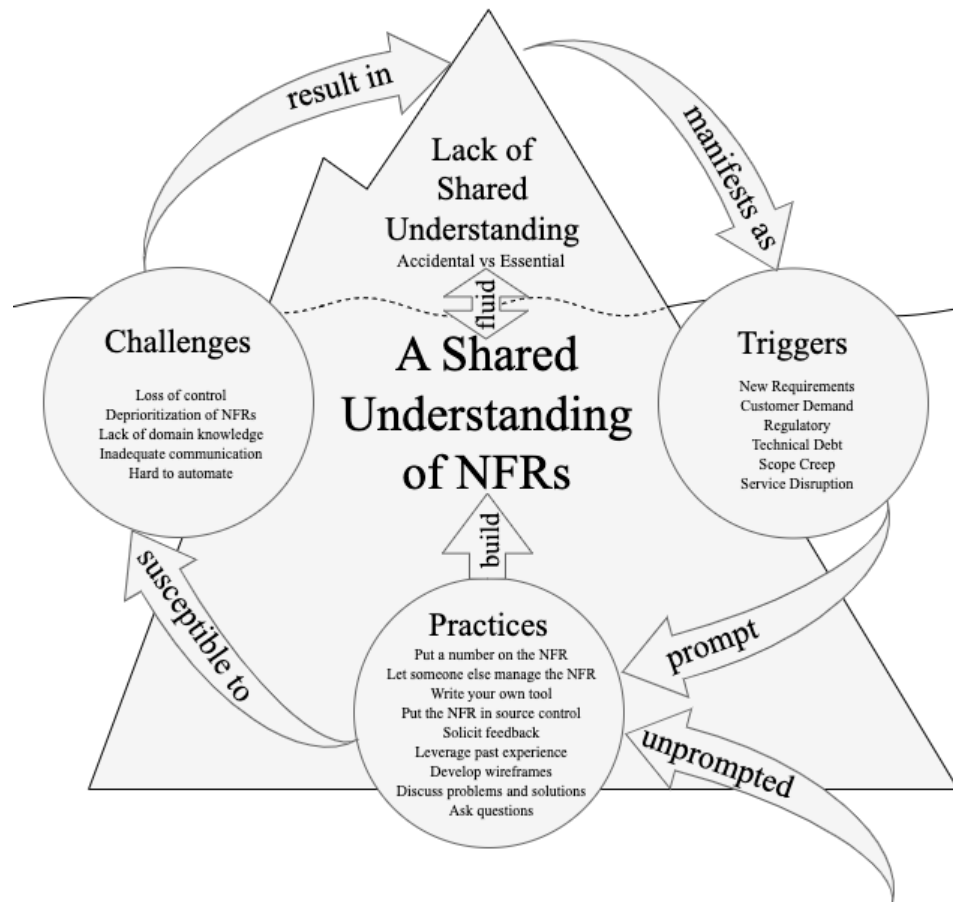 result in
manifests as
Lack of
Shared
Understanding
Accidental vs Essential
fluid
Challenges
Loss of control
Deprioritization of NFRs
Lack of domain knowledge
Inadequate communication
Hard to automate
A Shared
Understanding
of NFRs
Triggers
New Requirements
Customer Demand
Regulatory
Technical Debt
Scope Creep
Service Disruption
build
susceptible to
prompt
unprompted
Practices
Put a number on the NFR
Let someone else manage the NFR
Write your own tool
Put the NFR in source control
Solicit feedback
Leverage past experience
Develop wireframes
Discuss problems and solutions
Ask questions